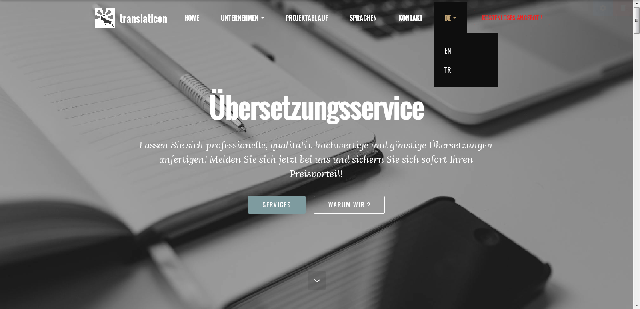 translaticon
HOME
UNTERNEHMEN
PROJEKTABLAUF
SPRACHEN
KONTAKT
DE
EN
TR
Übersetzungsservice
Lassen Sie sich professionelle, qualitativ hochwertige und günstige Übersetzungen
anfertigen! Melden Sie sich jetzt bei uns und sichern Sie sich sofort Ihren
Preisvorteil!
SERVICES
WARUM WIR ?